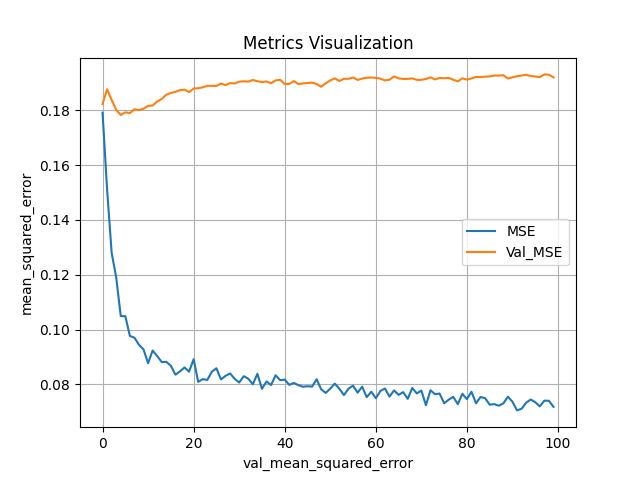 Metrics Visualization
mean_squared_error
0.18
0.16
0.14
0.12
0.10
0.08
MSE
Val_MSE
0 20 40 60 80 100
val_mean_squared_error